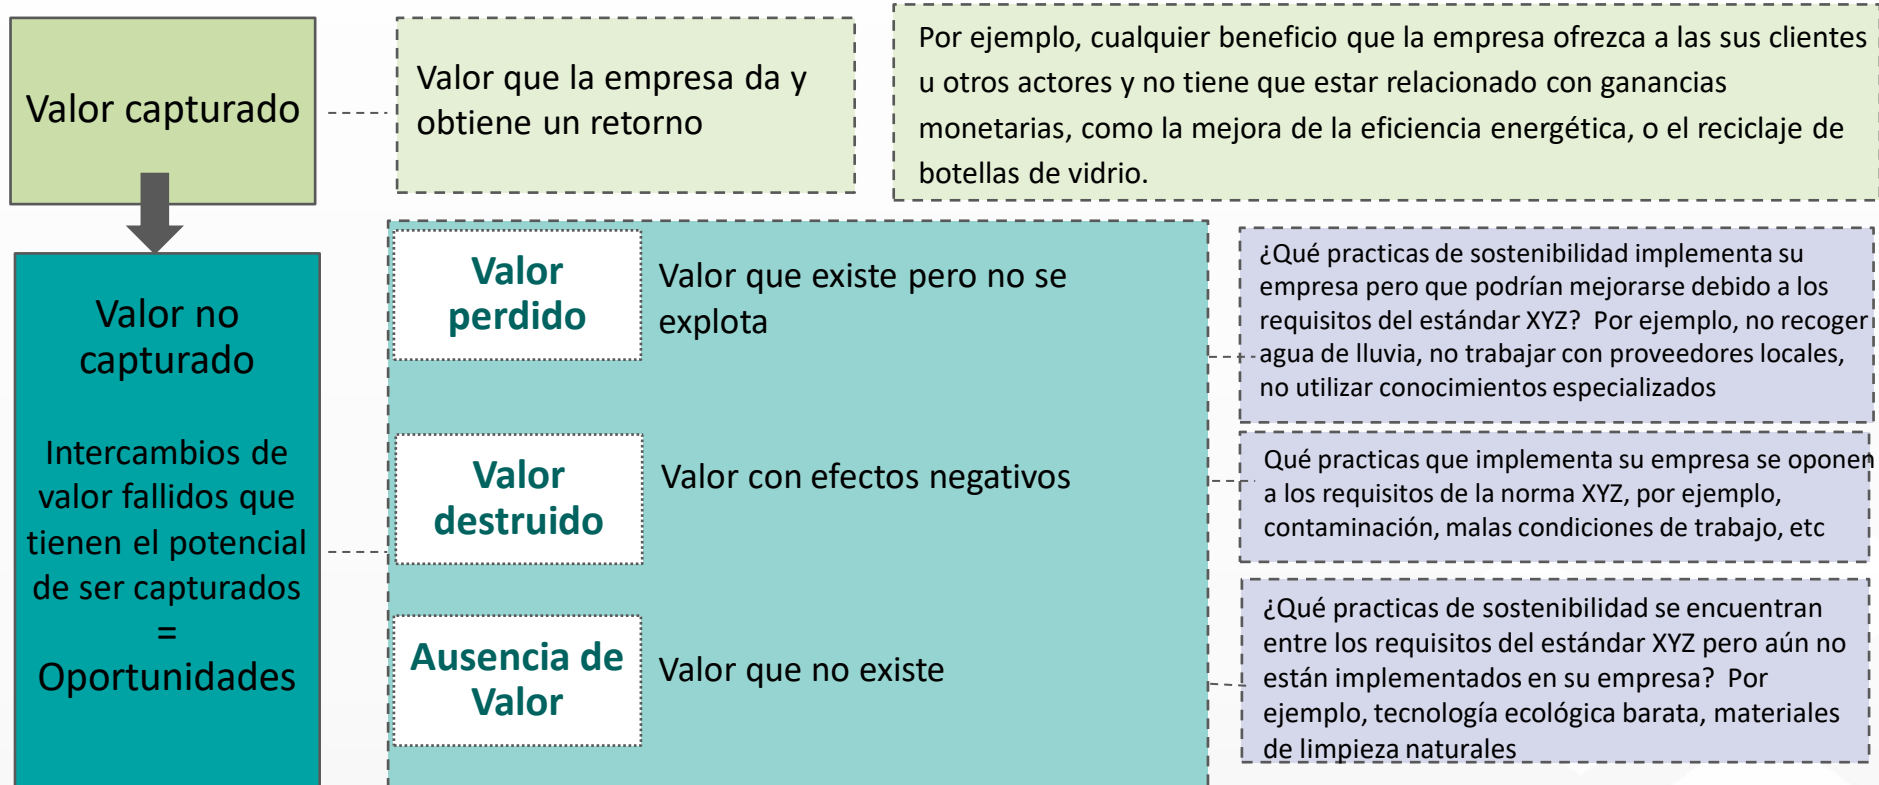 Valor capturado
Valor que la empresa da y
obtiene un retorno
Por ejemplo, cualquier beneficio que la empresa ofrezca a las sus clientes
u otros actores y no tiene que estar relacionado con ganancias
monetarias, como la mejora de la eficiencia energética, o el reciclaje de
botellas de vidrio.
Valor no
capturado
Intercambios de
valor fallidos que
tienen el potencial
de ser capturados
=
Oportunidades
Valor
perdido
Valor que existe pero no se
explota
¿Qué practicas de sostenibilidad implementa su
empresa pero que podrían mejorarse debido a los
requisitos del estándar XYZ? Por ejemplo, no recoger
agua de lluvia, no trabajar con proveedores locales,
no utilizar conocimientos especializados
Valor
destruido
Valor con efectos negativos
Qué practicas que implementa su empresa se oponen
a los requisitos de la norma XYZ, por ejemplo,
contaminación, malas condiciones de trabajo, etc
Ausencia de
Valor
Valor que no existe
¿Qué practicas de sostenibilidad se encuentran
entre los requisitos del estándar XYZ pero aún no
están implementados en su empresa? Por
ejemplo, tecnología ecológica barata, materiales
de limpieza naturales